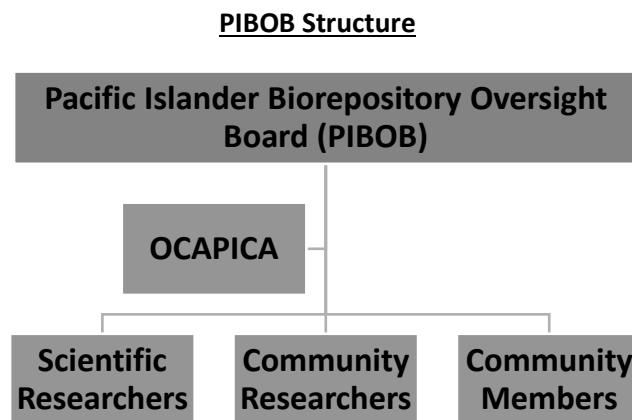 PIBOB Structure
Pacific Islander Biorepository Oversight
Board (PIBOB)
OCAPICA
Scientific
Researchers
Community
Researchers
Community
Members